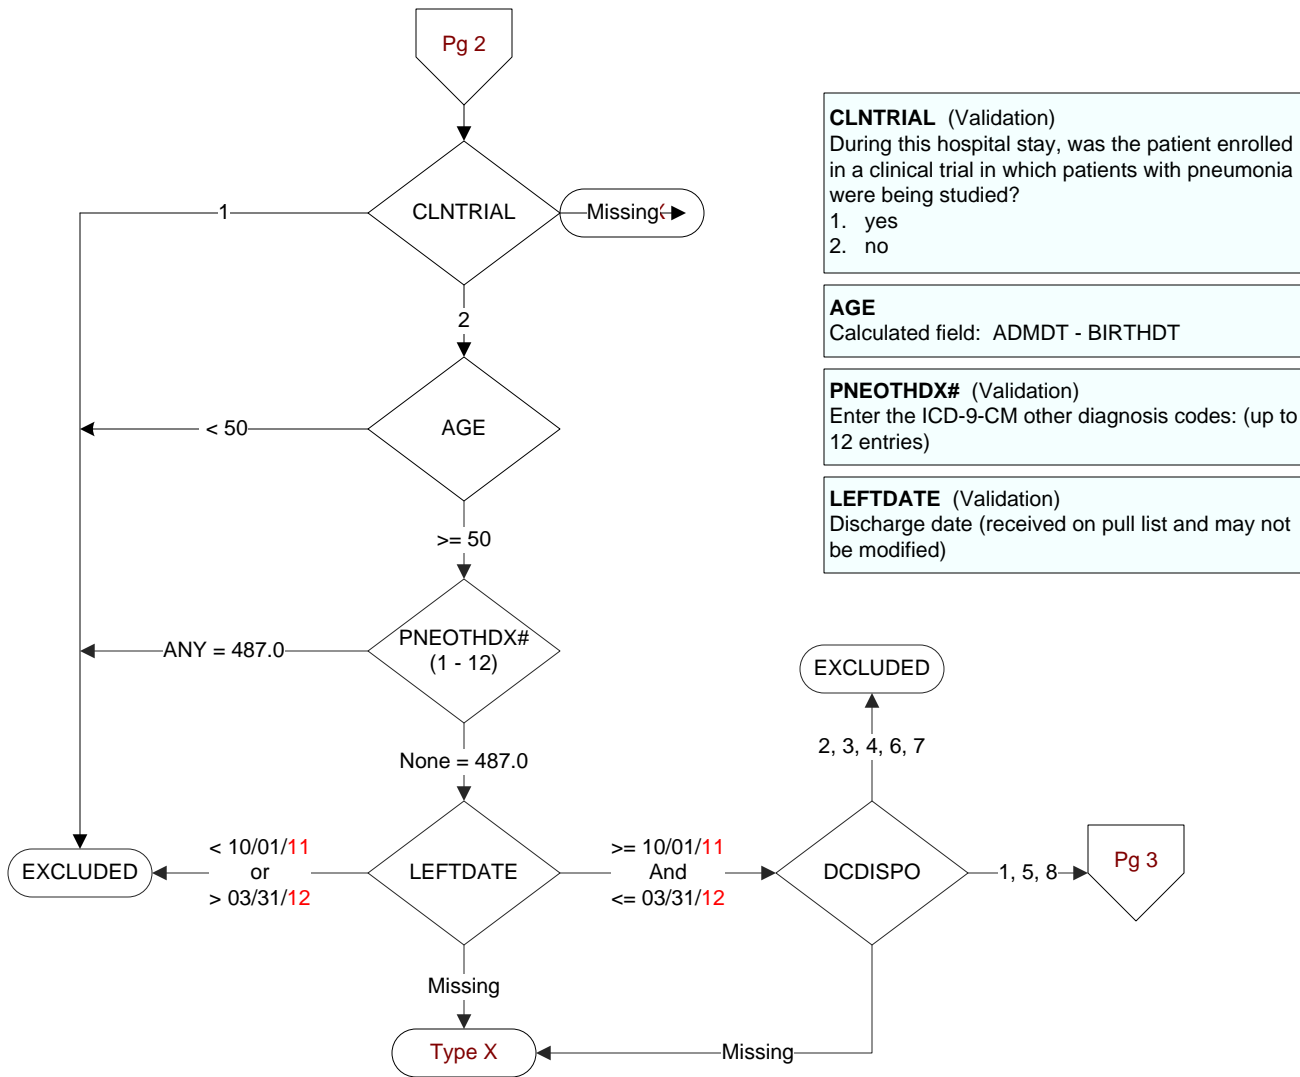 Pg 2
CLNTRIAL
1
Missing
2
AGE
< 50
>= 50
PNEOTHDX#
(1 - 12)
ANY = 487.0
None = 487.0
LEFTDATE
< 10/01/11
or
> 03/31/12
EXCLUDED
>= 10/01/11
And
<= 03/31/12
DCDISPO
2, 3, 4, 6, 7
EXCLUDED
1, 5, 8
Pg 3
Missing
Type X
Missing
CLNTRIAL (Validation)
During this hospital stay, was the patient enrolled
in a clinical trial in which patients with pneumonia
were being studied?
1. yes
2. no
AGE
Calculated field: ADMDT - BIRTHDT
PNEOTHDX# (Validation)
Enter the ICD-9-CM other diagnosis codes: (up to
12 entries)
LEFTDATE (Validation)
Discharge date (received on pull list and may not
be modified)